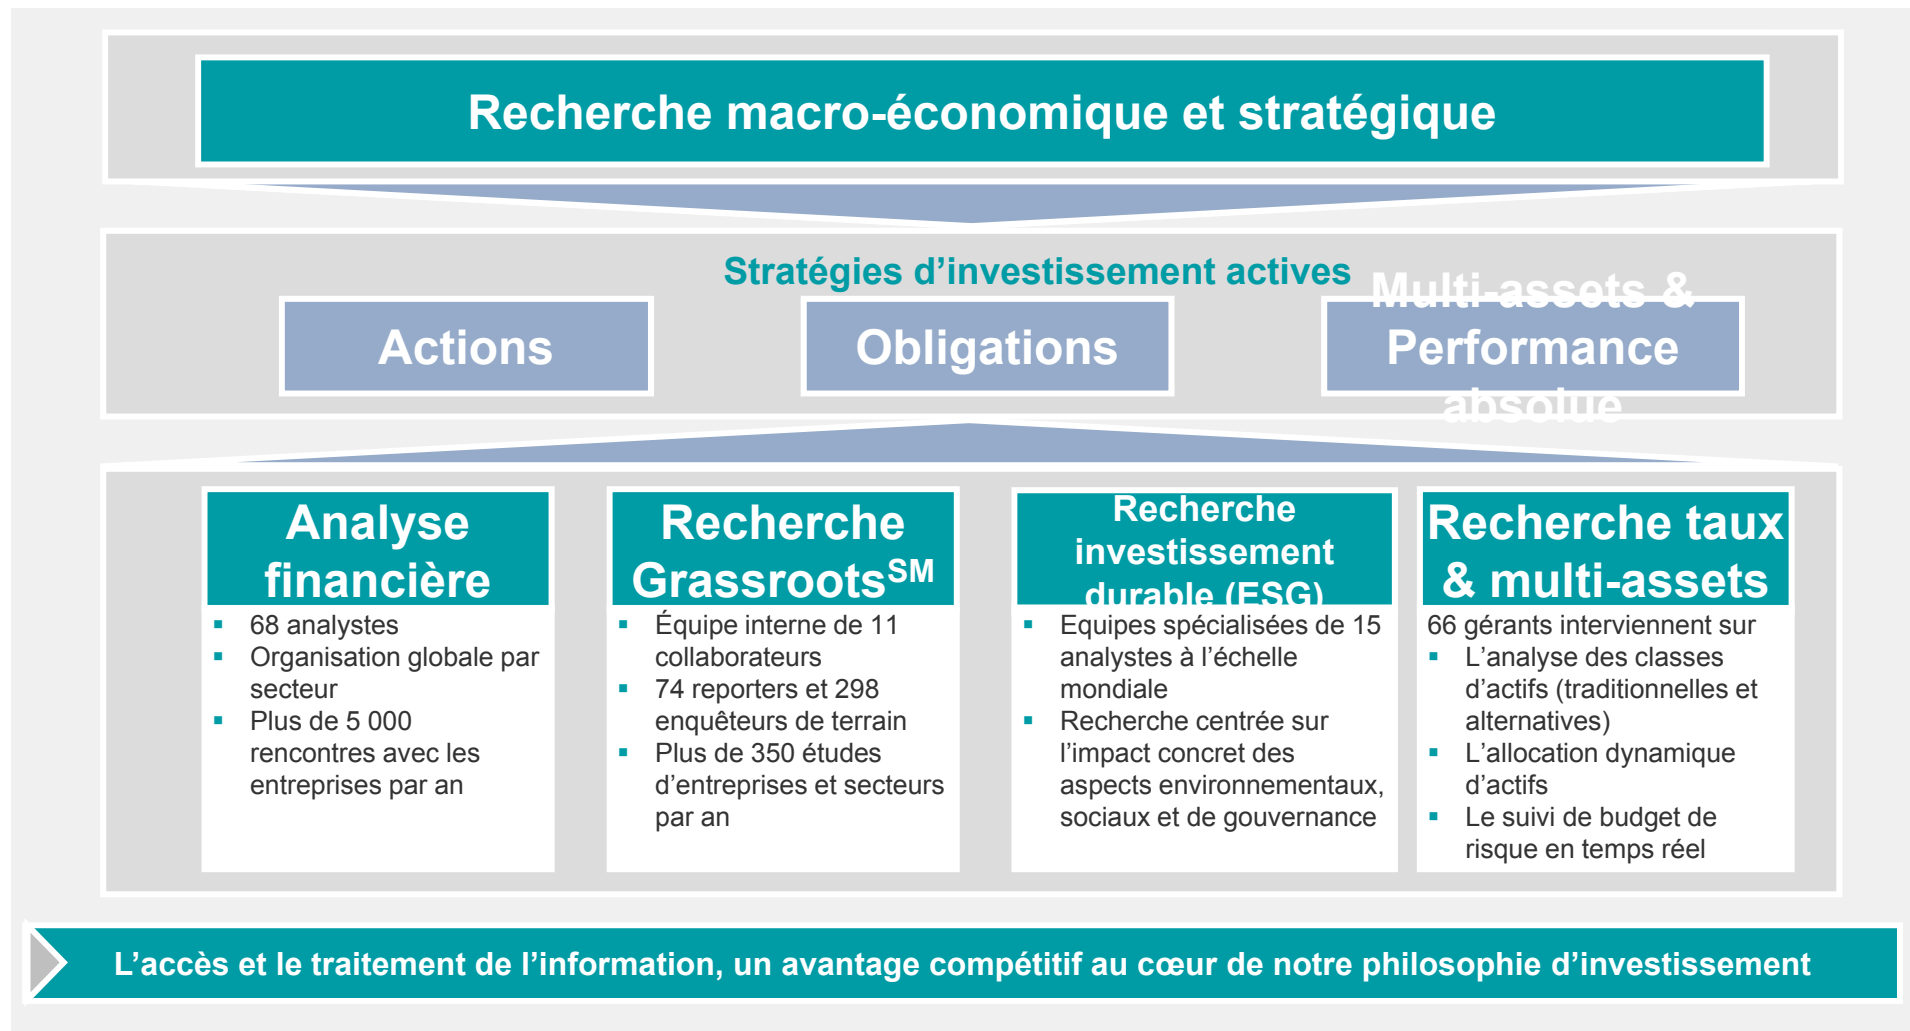 Recherche macro-économique et stratégique
Stratégies d’investissement actives
Actions
Obligations
Multi-assets &
Performance
absolue
Analyse
financière
▪ 68 analystes
▪ Organisation globale par
secteur
▪ Plus de 5 000
rencontres avec les
entreprises par an
Recherche
Grassroots℠
▪ Équipe interne de 11
collaborateurs
▪ 74 reporters et 298
enquêteurs de terrain
▪ Plus de 350 études
d’entreprises et secteurs
par an
Recherche
investissement
durable (ESG)
▪ Equipes spécialisées de 15
analystes à l’échelle
mondiale
▪ Recherche centrée sur
l’impact concret des
aspects environnementaux,
sociaux et de gouvernance
Recherche taux
& multi-assets
66 gérants interviennent sur
▪ L’analyse des classes
d’actifs (traditionnelles et
alternatives)
▪ L’allocation dynamique
d’actifs
▪ Le suivi de budget de
risque en temps réel
L’accès et le traitement de l’information, un avantage compétitif au cœur de notre philosophie d’investissement